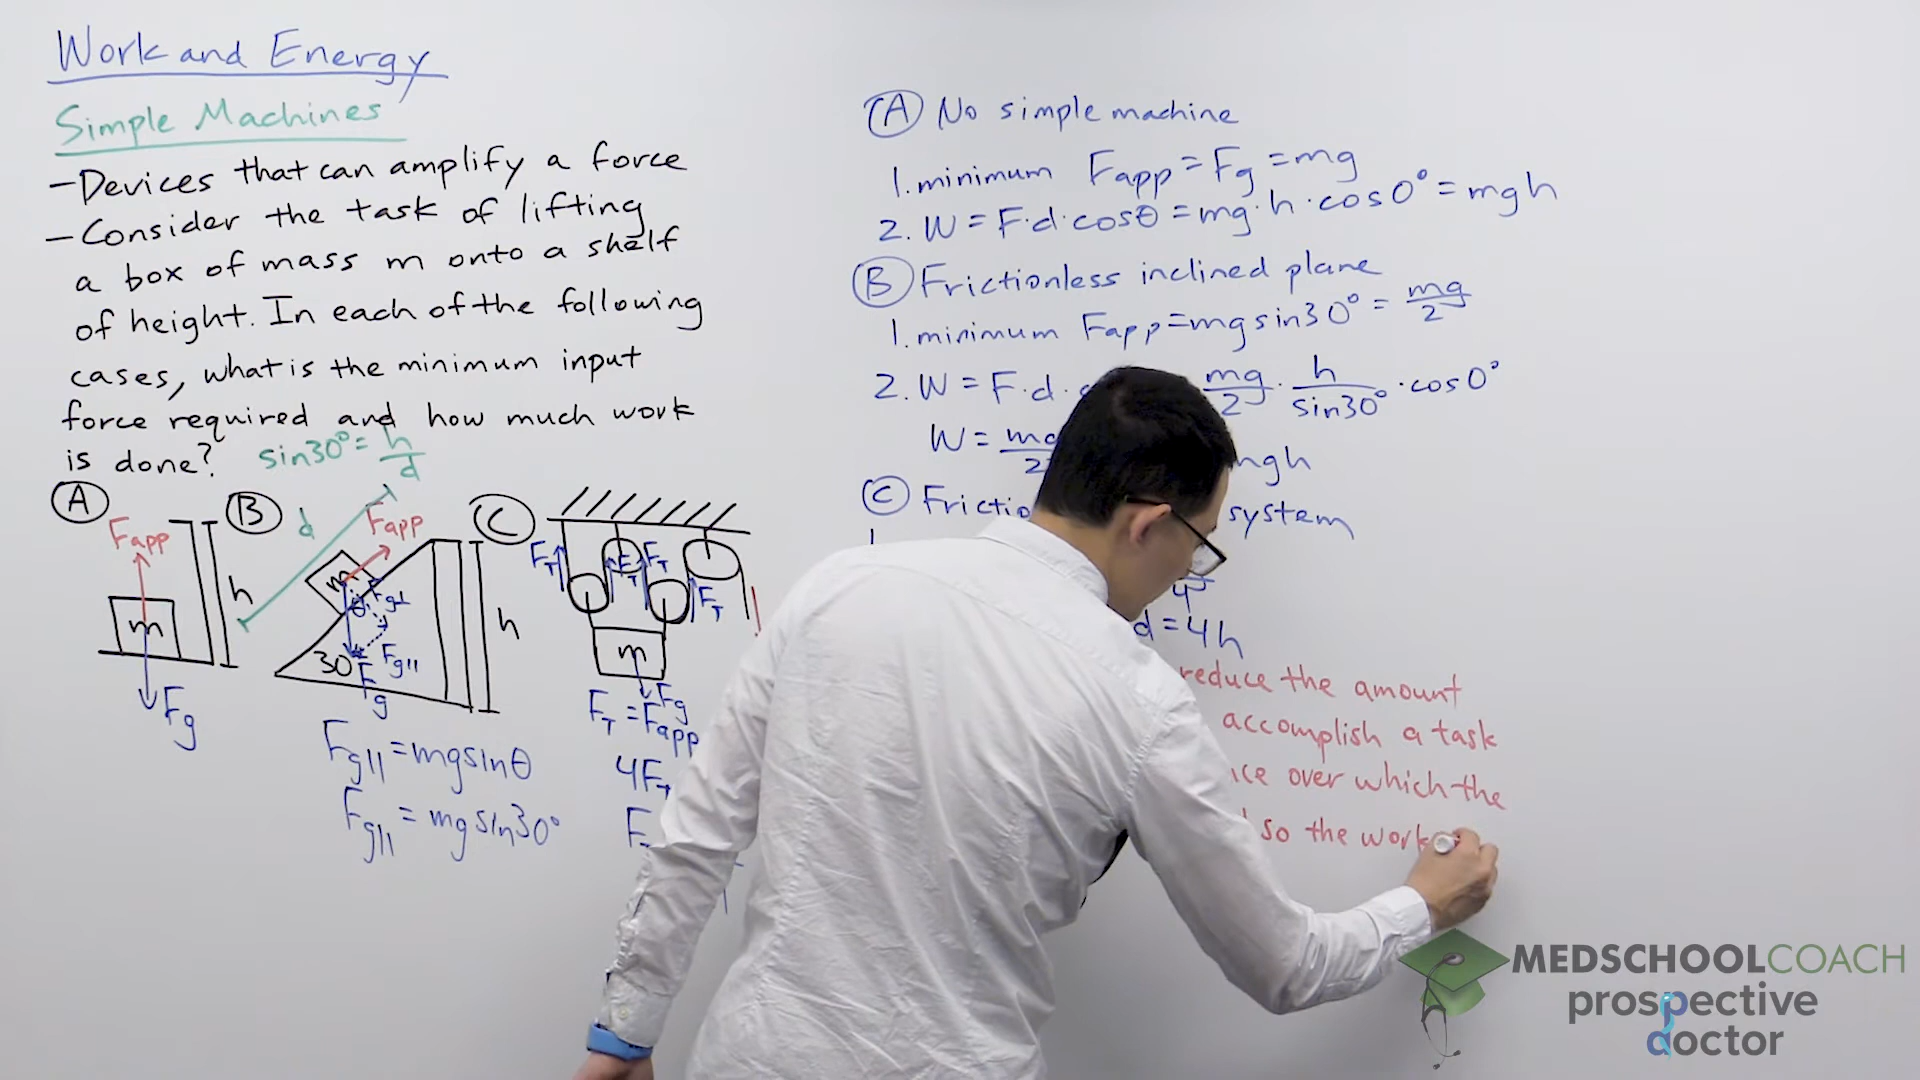 Work and Energy
Simple Machines
- Devices that can amplify a force
- Consider the task of lifting
a box of mass m onto a shelf
of height. In each of the following
cases, what is the minimum input
force required and how much work
is done? sin30° = h/d
A
Fapp
m
Fg
h
B
d
Fapp
m
θ
Fg⊥
Fg||
Fg
30
h
Fg|| = mgsinθ
Fg|| = mgsin30°
C
FT
FT
FT
FT
m
Fg
FT = Fapp
4FT
A No simple machine
1. minimum Fapp = Fg = mg
2. W = F·d·cosθ = mg·h·cos0° = mgh
B Frictionless inclined plane
1. minimum Fapp = mgsin30° = mg/2
2. W = F·d· mg/2 · h/sin30° · cos0°
W = mgh
C system
1.
4
d = 4h
reduce the amount
accomplish a task
over which the
so the work
MEDSCHOOLCOACH
prospective
doctor